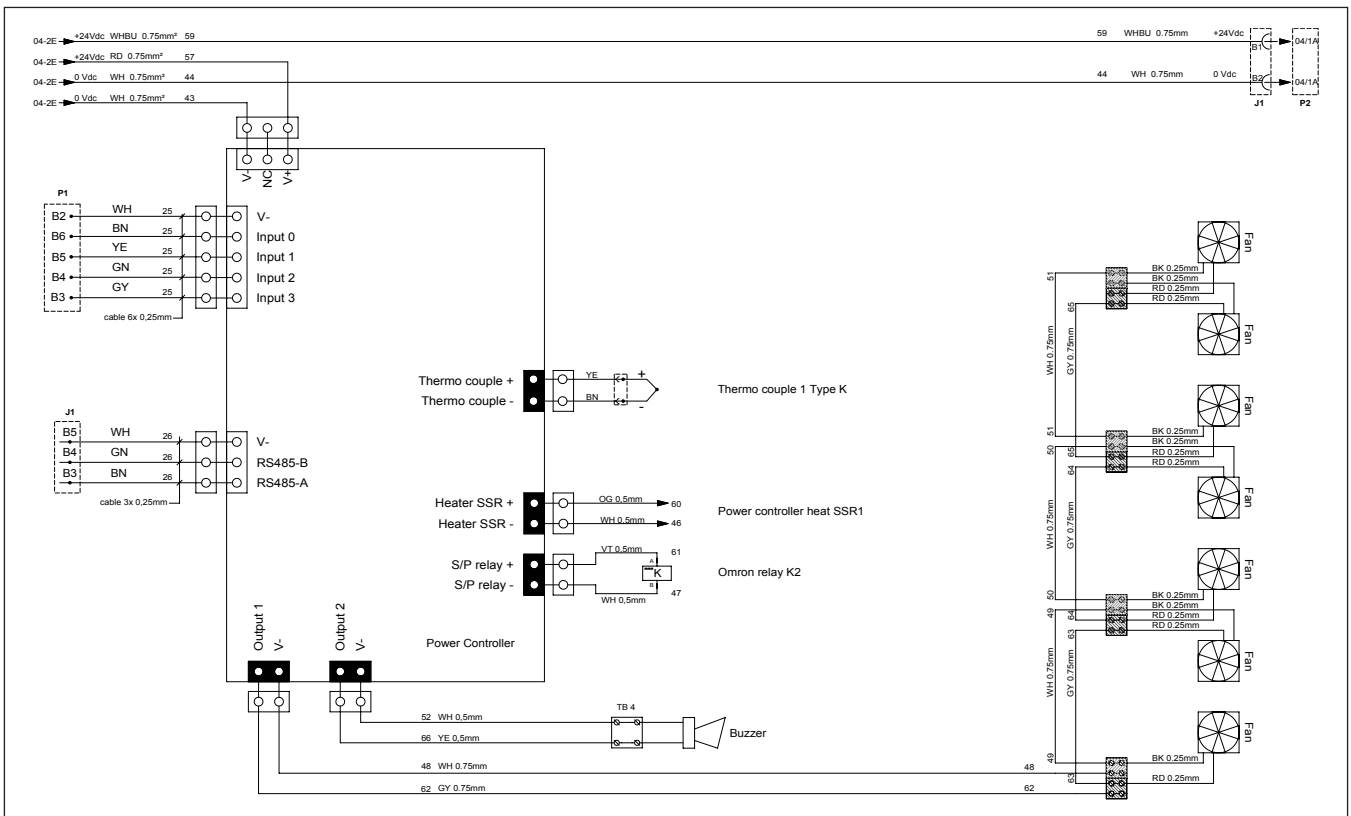 04-2E +24Vdc WHBU 0.75mm² 59
59 WHBU 0.75mm +24Vdc B1 04/1A
04-2E +24Vdc RD 0.75mm² 57
04-2E 0 Vdc WH 0.75mm² 44
44 WH 0.75mm 0 Vdc B2 04/1A
04-2E 0 Vdc WH 0.75mm² 43
J1 P2
V- NC V+
P1
B2 WH 25 V-
B6 BN 25 Input 0
B5 YE 25 Input 1
B4 GN 25 Input 2
B3 GY 25 Input 3
cable 6x 0,25mm
Thermo couple + YE +
Thermo couple - BN -
Thermo couple 1 Type K
J1
B5 WH 26 V-
B4 GN 26 RS485-B
B3 BN 26 RS485-A
cable 3x 0,25mm
Heater SSR + OG 0,5mm 60
Heater SSR - WH 0,5mm 46
Power controller heat SSR1
S/P relay + VT 0.5mm 61
A
K
B
S/P relay - WH 0,5mm 47
Omron relay K2
Power Controller
Output 1
V-
Output 2
V-
52 WH 0,5mm
66 YE 0,5mm
TB 4
Buzzer
48 WH 0.75mm 48
62 GY 0.75mm 62
Fan
51
BK 0.25mm
BK 0.25mm
RD 0.25mm
RD 0.25mm
65
Fan
WH 0.75mm
GY 0.75mm
Fan
51
BK 0.25mm
50
BK 0.25mm
65
RD 0.25mm
64
RD 0.25mm
Fan
WH 0.75mm
GY 0.75mm
Fan
50
BK 0.25mm
49
BK 0.25mm
64
RD 0.25mm
63
RD 0.25mm
Fan
WH 0.75mm
GY 0.75mm
Fan
49
BK 0.25mm
63
RD 0.25mm